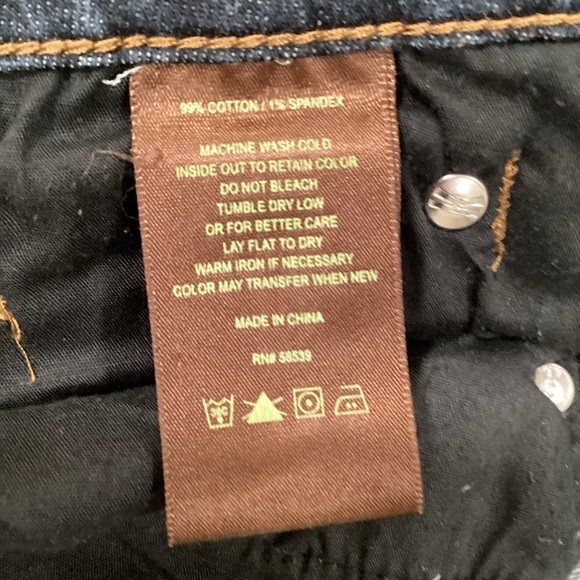 99% COTTON / 1% SPANDEX
MACHINE WASH COLD
INSIDE OUT TO RETAIN COLOR
DO NOT BLEACH
TUMBLE DRY LOW
OR FOR BETTER CARE
LAY FLAT TO DRY
WARM IRON IF NECESSARY
COLOR MAY TRANSFER WHEN NEW
MADE IN CHINA
RN# 58539
30C